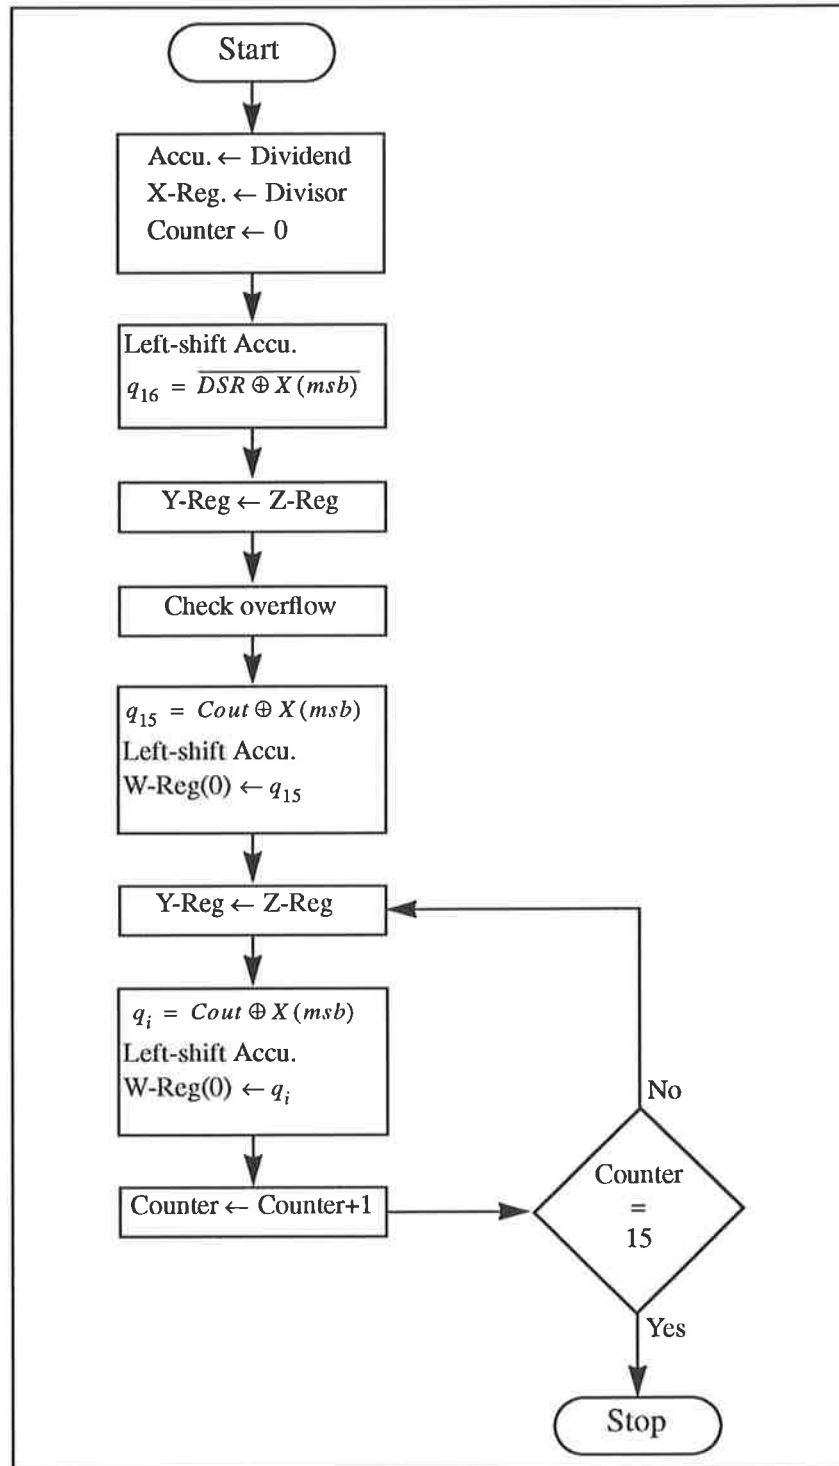 Start
Accu. ← Dividend
X-Reg. ← Divisor
Counter ← 0
Left-shift Accu.
q₁₆ = \overline{DSR ⊕ X(msb)}
Y-Reg ← Z-Reg
Check overflow
q₁₅ = Cout ⊕ X(msb)
Left-shift Accu.
W-Reg(0) ← q₁₅
Y-Reg ← Z-Reg
qᵢ = Cout ⊕ X(msb)
Left-shift Accu.
W-Reg(0) ← qᵢ
Counter ← Counter+1
No
Counter
=
15
Yes
Stop